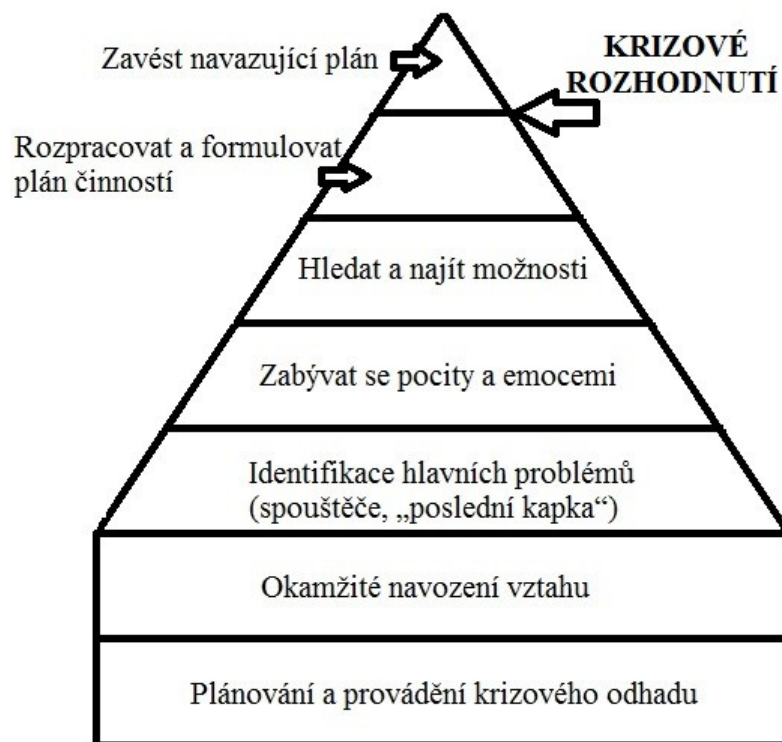 Zavést navazující plán
KRIZOVÉ
ROZHODNUTÍ
Rozpracovat a formulovat
plán činností
Hledat a najít možnosti
Zabývat se pocity a emocemi
Identifikace hlavních problémů
(spouštěče, „poslední kapka“)
Okamžité navození vztahu
Plánování a provádění krizového odhadu